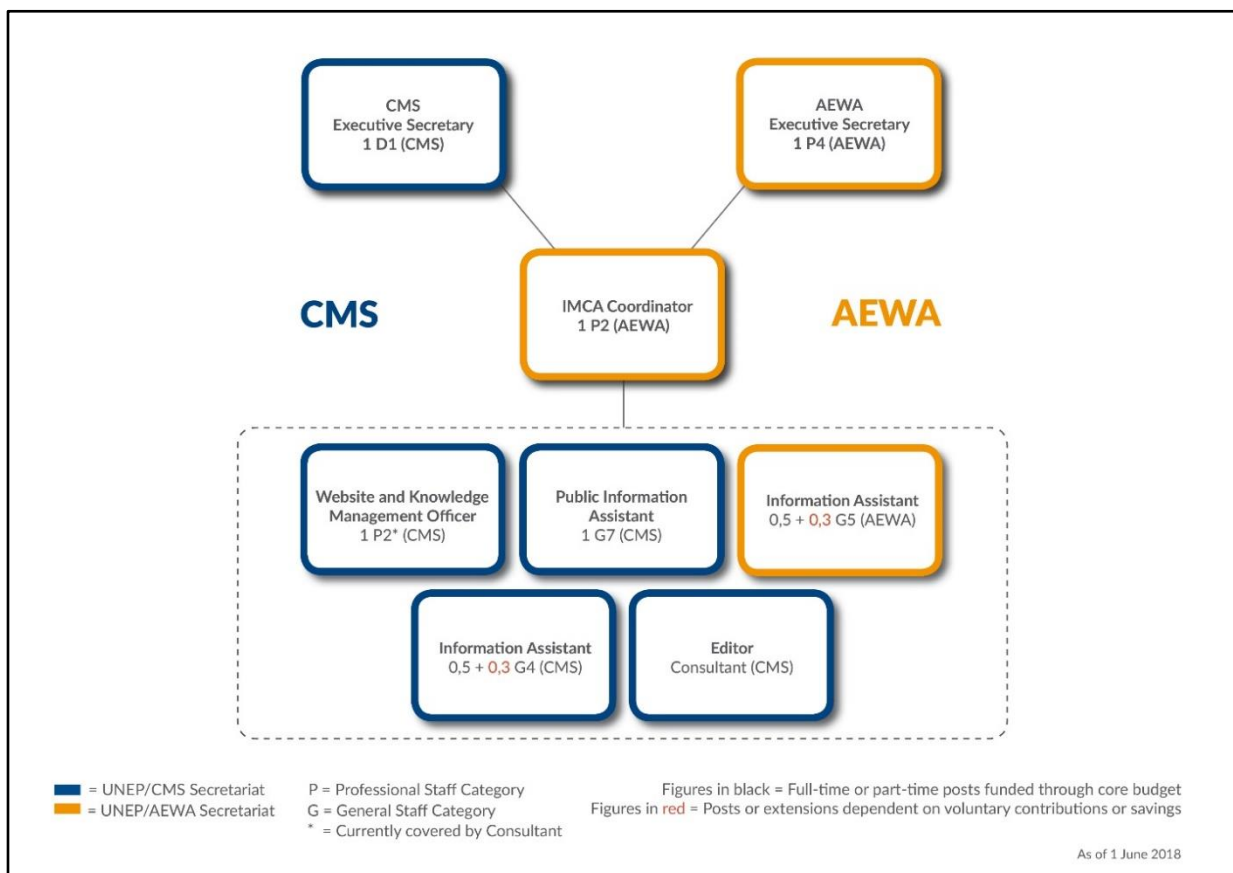 CMS
Executive Secretary
1 D1 (CMS)
AEWA
Executive Secretary
1 P4 (AEWA)
CMS
IMCA Coordinator
1 P2 (AEWA)
AEWA
Website and Knowledge
Management Officer
1 P2* (CMS)
Public Information
Assistant
1 G7 (CMS)
Information Assistant
0,5 + 0,3 G5 (AEWA)
Information Assistant
0,5 + 0,3 G4 (CMS)
Editor
Consultant (CMS)
= UNEP/CMS Secretariat
= UNEP/AEWA Secretariat
P = Professional Staff Category
G = General Staff Category
* = Currently covered by Consultant
Figures in black = Full-time or part-time posts funded through core budget
Figures in red = Posts or extensions dependent on voluntary contributions or savings
As of 1 June 2018